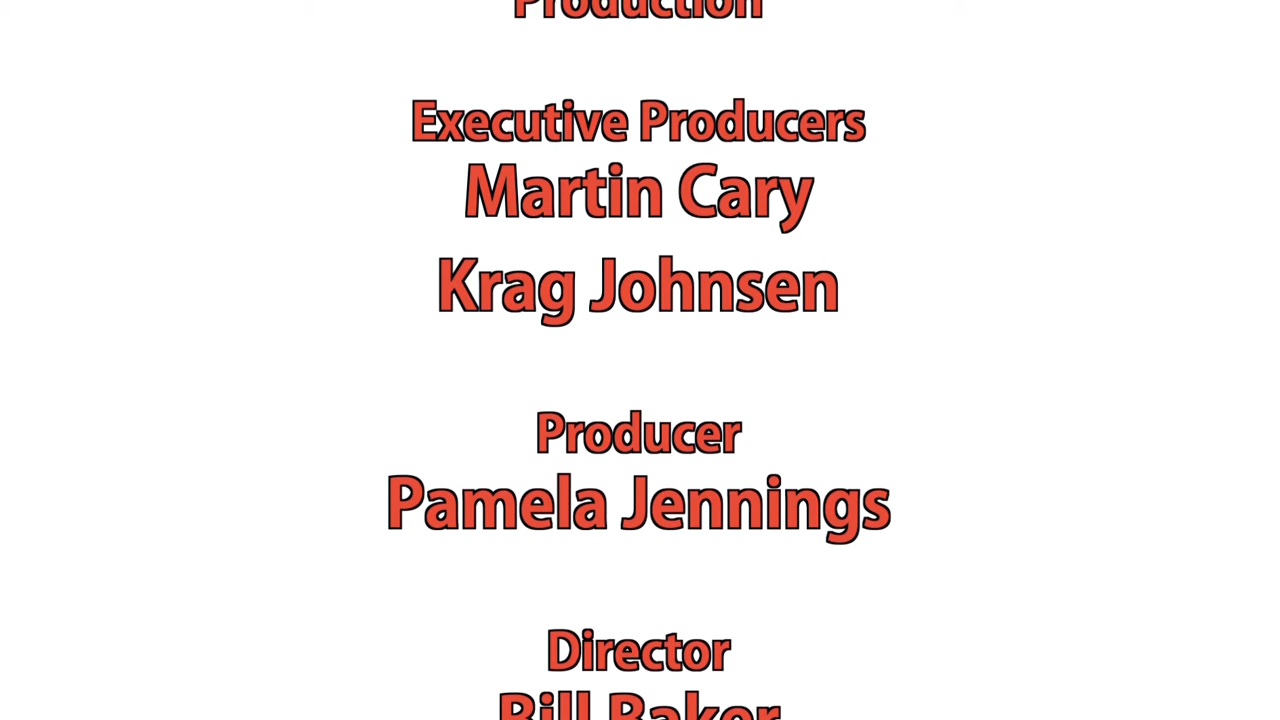 Production
Executive Producers
Martin Cary
Krag Johnsen
Producer
Pamela Jennings
Director
Bill Baker